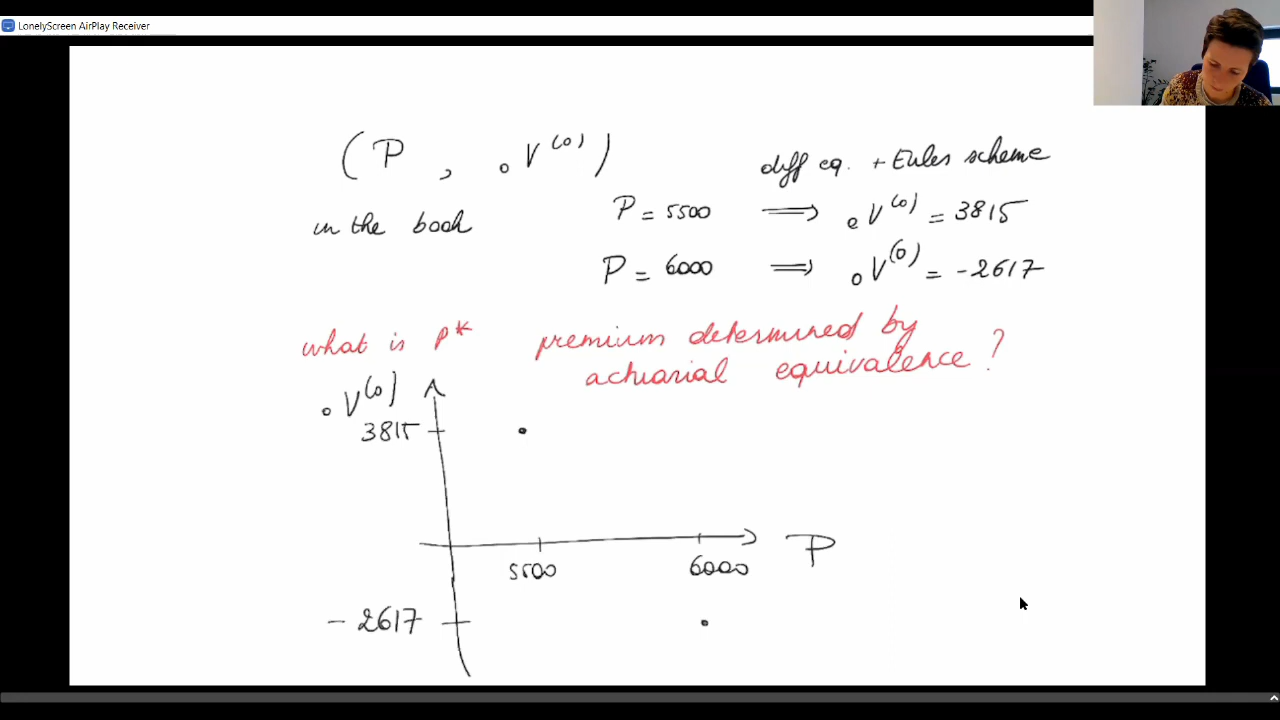 LonelyScreen AirPlay Receiver
(P , ₀V⁽⁰⁾) diff eq. + Euler scheme
in the book P = 5500 ⟹ ₀V⁽⁰⁾ = 3815
P = 6000 ⟹ ₀V⁽⁰⁾ = -2617
what is P* premium determined by
actuarial equivalence ?
₀V⁽⁰⁾
3815
P
5500 6000
- 2617